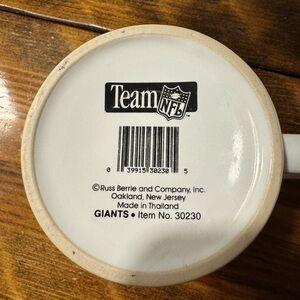 Team NFL™
0 39915 30230 5
©Russ Berrie and Company, Inc.
Oakland, New Jersey
Made in Thailand
GIANTS • Item No. 30230